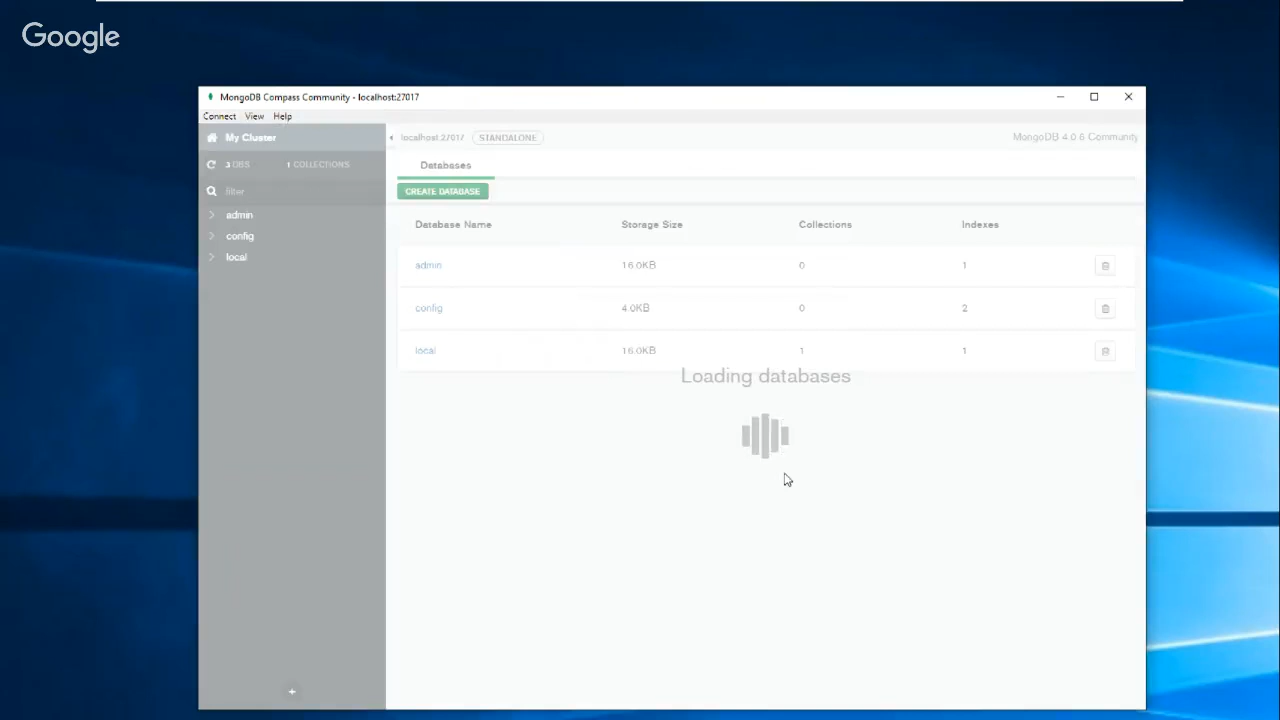 Google
MongoDB Compass Community - localhost:27017
Connect View Help
My Cluster
localhost:27017 STANDALONE
MongoDB 4.0.6 Community
3 DBS 1 COLLECTIONS
Databases
filter
CREATE DATABASE
admin
config
local
Database Name Storage Size Collections Indexes
admin 16.0KB 0 1
config 4.0KB 0 2
local 16.0KB 1 1
Loading databases